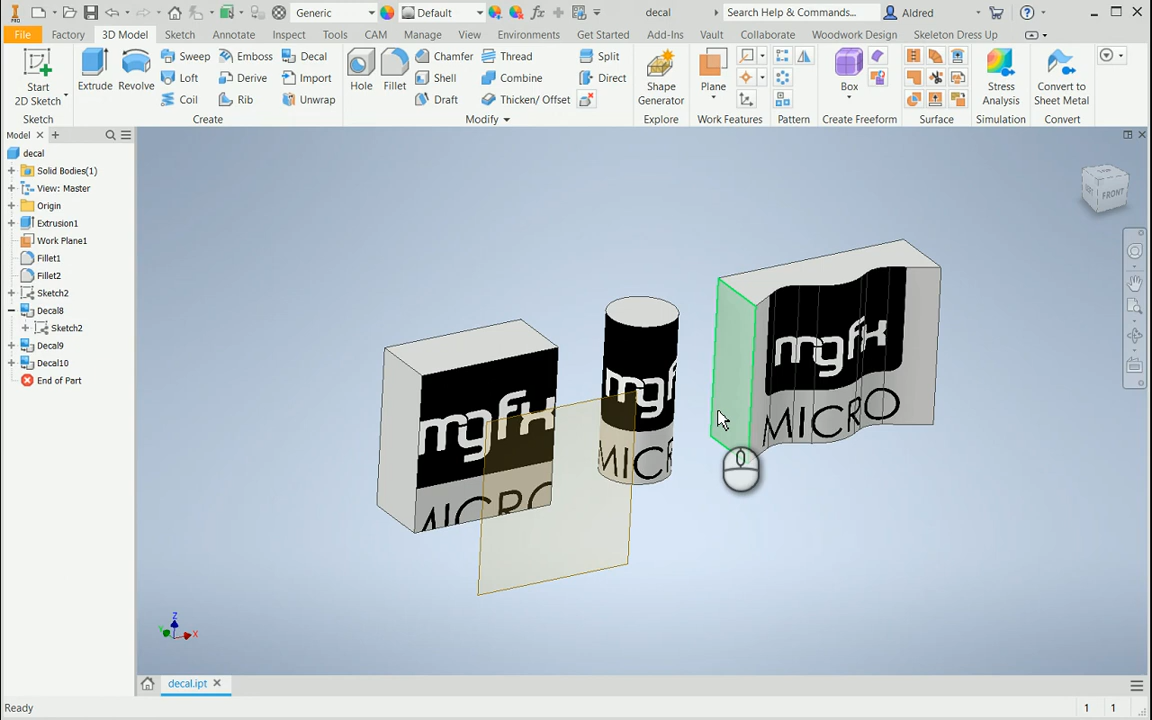 Generic
Default
fx
decal
Search Help & Commands...
Aldred
File
Factory
3D Model
Sketch
Annotate
Inspect
Tools
CAM
Manage
View
Environments
Get Started
Add-Ins
Vault
Collaborate
Woodwork Design
Skeleton Dress Up
Start
2D Sketch
Extrude
Revolve
Sweep
Emboss
Decal
Loft
Derive
Import
Coil
Rib
Unwrap
Hole
Fillet
Chamfer
Thread
Split
Shell
Combine
Direct
Draft
Thicken/ Offset
Shape
Generator
Plane
Box
Stress
Analysis
Convert to
Sheet Metal
Sketch
Create
Modify
Explore
Work Features
Pattern
Create Freeform
Surface
Simulation
Convert
Model
decal
Solid Bodies(1)
View: Master
Origin
Extrusion1
Work Plane1
Fillet1
Fillet2
Sketch2
Decal8
Sketch2
Decal9
Decal10
End of Part
mgfx
MICRO
mgf
MICR
mgfx
MICRO
FRONT
Z
X
decal.ipt
Ready
1
1